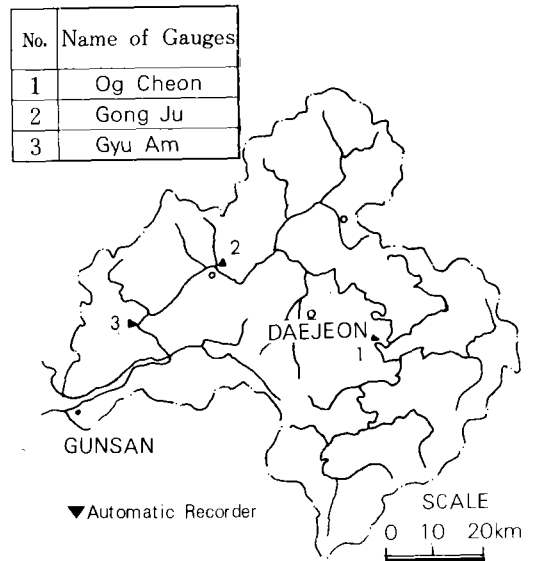 No. Name of Gauges
1 Og Cheon
2 Gong Ju
3 Gyu Am
2
3
DAEJEON
1
GUNSAN
▼Automatic Recorder
SCALE
0 10 20km